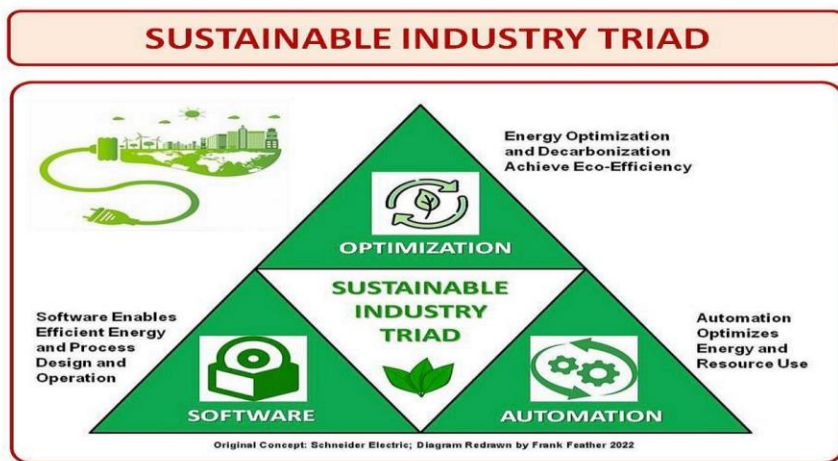 SUSTAINABLE INDUSTRY TRIAD
Energy Optimization
and Decarbonization
Achieve Eco-Efficiency
OPTIMIZATION
SUSTAINABLE
INDUSTRY
TRIAD
Software Enables
Efficient Energy
and Process
Design and
Operation
SOFTWARE
Automation
Optimizes
Energy and
Resource Use
AUTOMATION
Original Concept: Schneider Electric; Diagram Redrawn by Frank Feather 2022